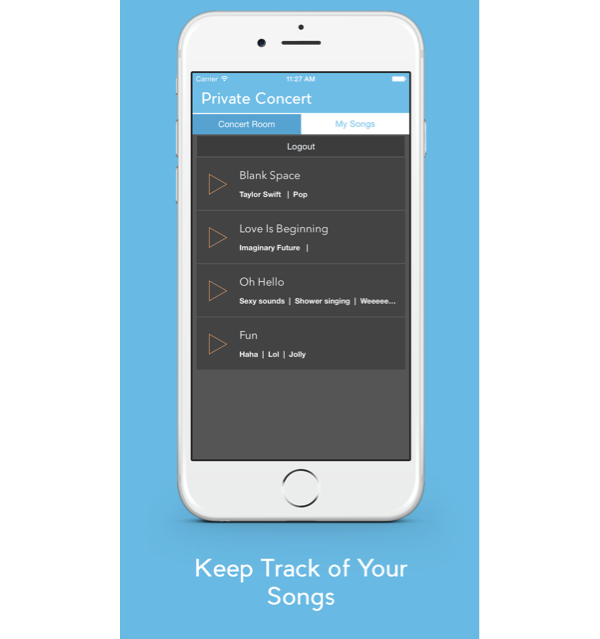 Carrier 11:27 AM
Private Concert
Concert Room My Songs
Logout
Blank Space
Taylor Swift | Pop
Love Is Beginning
Imaginary Future |
Oh Hello
Sexy sounds | Shower singing | Weeeee...
Fun
Haha | Lol | Jolly
Keep Track of Your
Songs